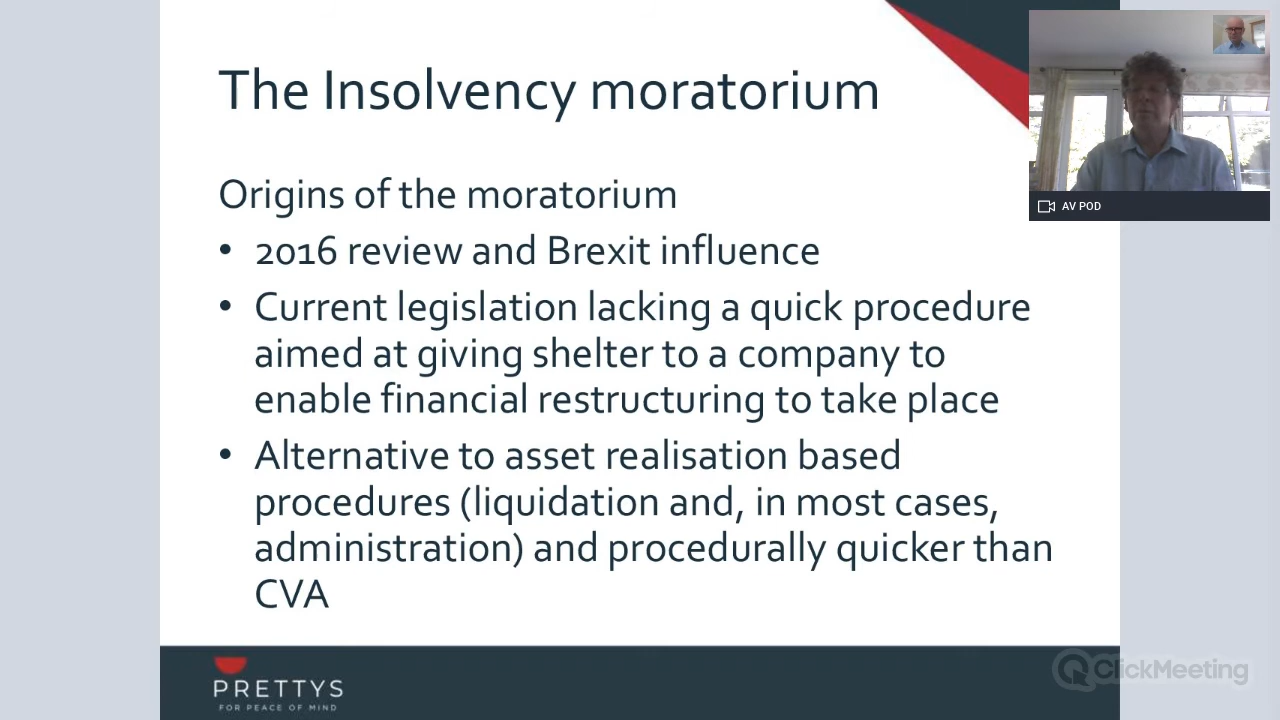 The Insolvency moratorium
Origins of the moratorium
• 2016 review and Brexit influence
• Current legislation lacking a quick procedure
aimed at giving shelter to a company to
enable financial restructuring to take place
• Alternative to asset realisation based
procedures (liquidation and, in most cases,
administration) and procedurally quicker than
CVA
AV POD
PRETTYS
FOR PEACE OF MIND
ClickMeeting